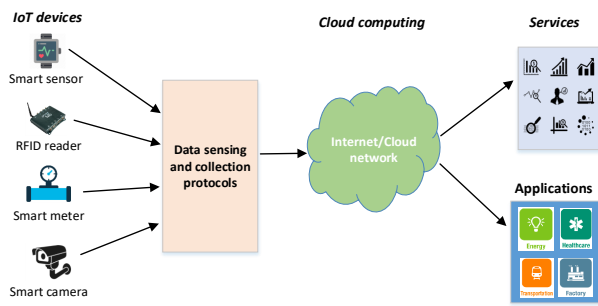 IoT devices
Cloud computing
Services
Smart sensor
RFID reader
Smart meter
Smart camera
Data sensing
and collection
protocols
Internet/Cloud
network
Applications
Energy
Healthcare
Transportation
Factory